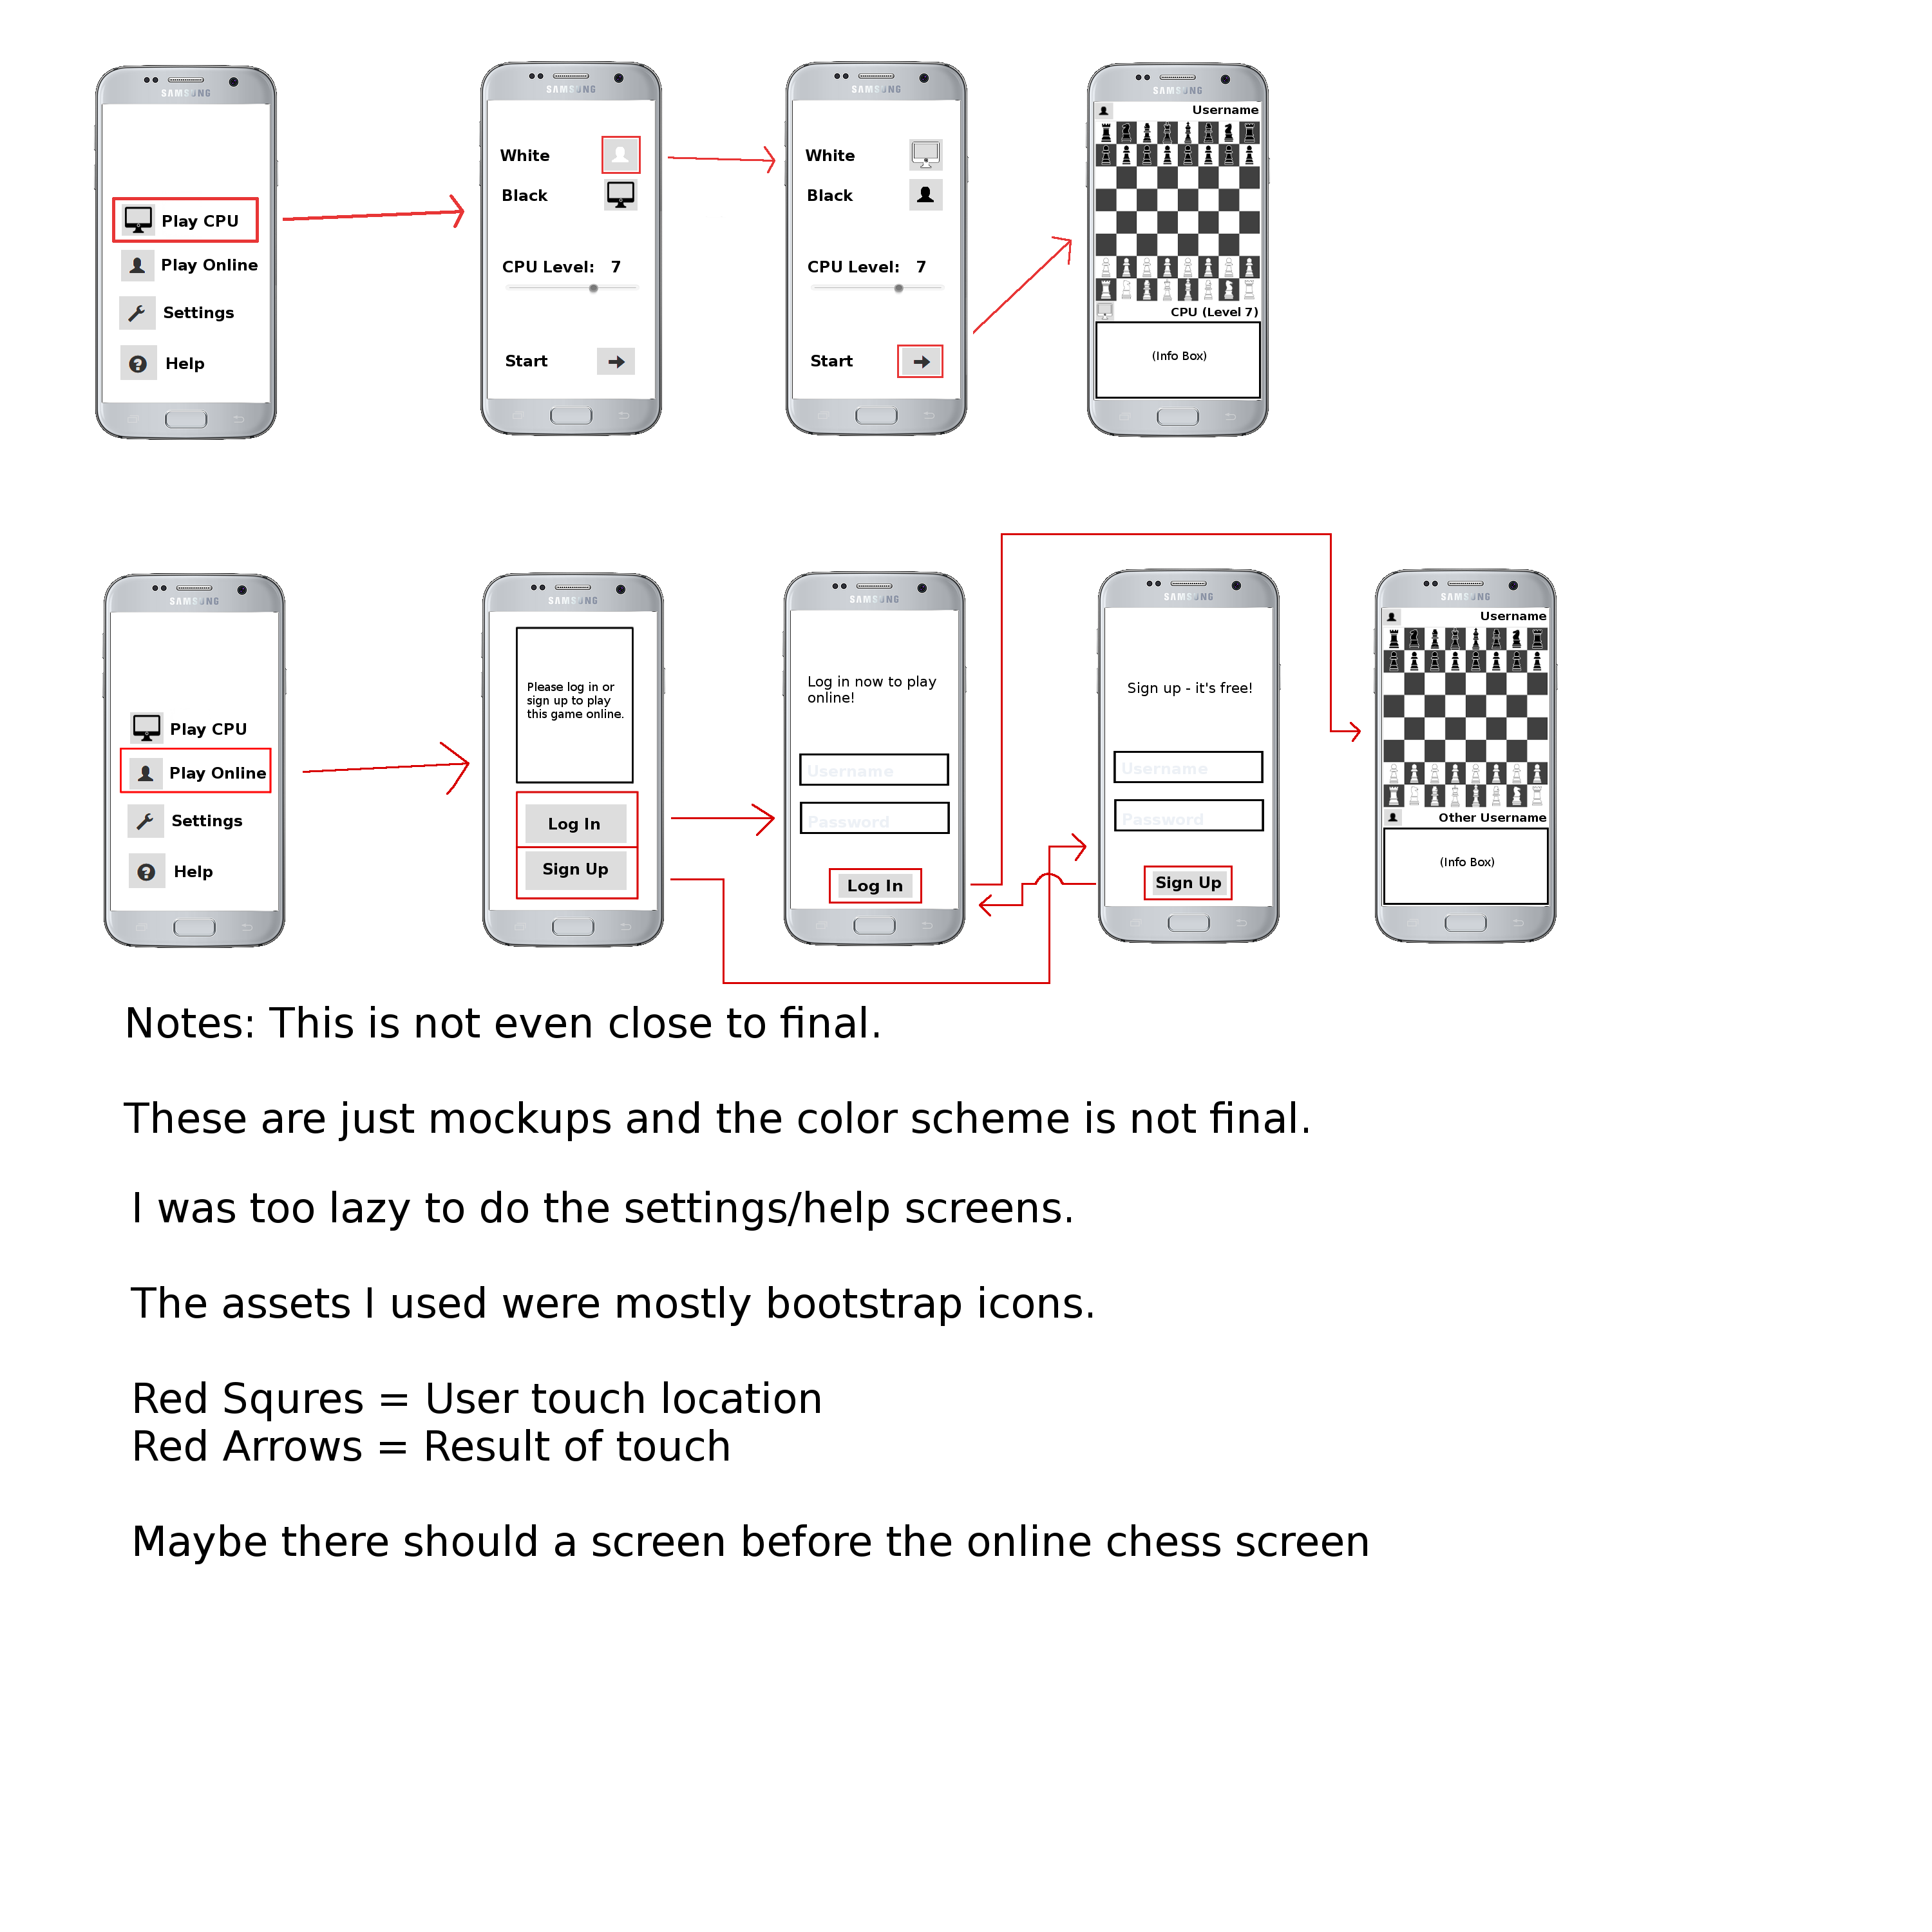 SAMSUNG
Play CPU
Play Online
Settings
Help
SAMSUNG
White
Black
CPU Level: 7
Start
SAMSUNG
White
Black
CPU Level: 7
Start
SAMSUNG
Username
CPU (Level 7)
(Info Box)
SAMSUNG
Play CPU
Play Online
Settings
Help
SAMSUNG
Please log in or
sign up to play
this game online.
Log In
Sign Up
SAMSUNG
Log in now to play
online!
Username
Password
Log In
SAMSUNG
Sign up - it's free!
Username
Password
Sign Up
SAMSUNG
Username
Other Username
(Info Box)
Notes: This is not even close to final.
These are just mockups and the color scheme is not final.
I was too lazy to do the settings/help screens.
The assets I used were mostly bootstrap icons.
Red Squres = User touch location
Red Arrows = Result of touch
Maybe there should a screen before the online chess screen